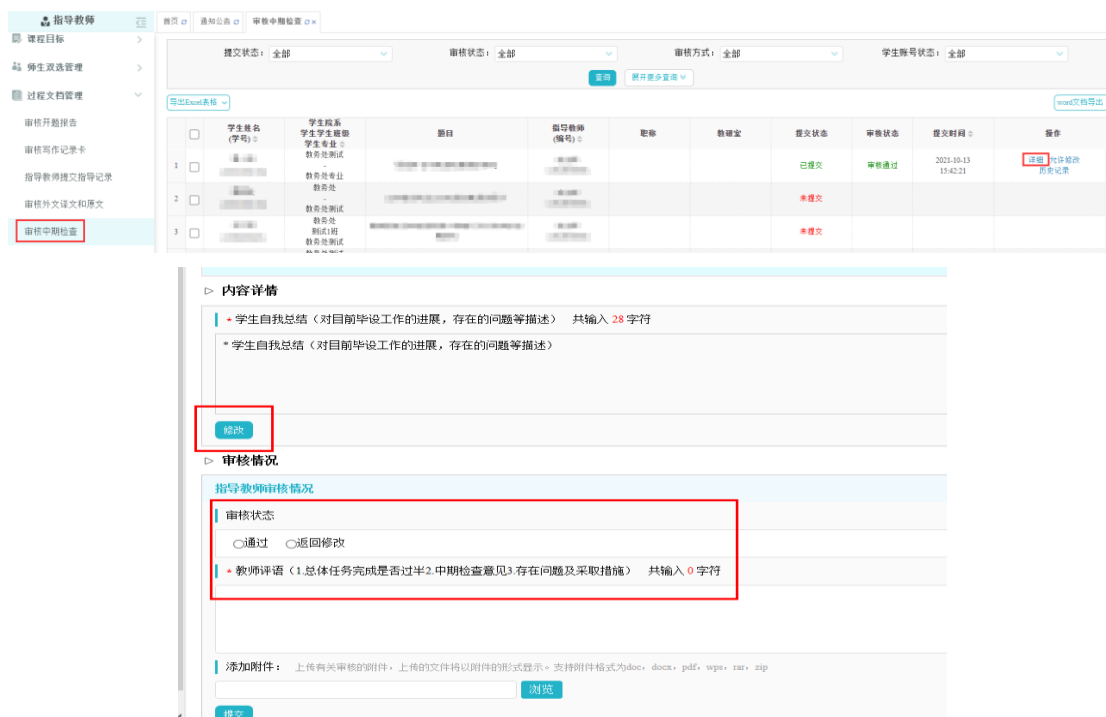 指导教师
首页 通知公告 审核中期检查 ×
课程目标
师生双选管理
过程文档管理
审核开题报告
审核写作记录卡
指导教师提交指导记录
审核外文译文和原文
审核中期检查
提交状态: 全部 审核状态: 全部 审核方式: 全部 学生账号状态: 全部
查询 展开更多查询
导出Excel表格 word文档导出
学生姓名(学号) 学生院系 学生学生班级 学生专业 题目 指导教师(编号) 职称 教研室 提交状态 审核状态 提交时间 操作
1 教务处测试 - 教务处专业 已提交 审核通过 2021-10-13 15:42:21 详细 允许修改 历史记录
2 教务处 - 教务处测试 未提交
3 教务处 测试1班 教务处测试 未提交
内容详情
* 学生自我总结(对目前毕设工作的进展,存在的问题等描述) 共输入 28 字符
* 学生自我总结(对目前毕设工作的进展,存在的问题等描述)
修改
审核情况
指导教师审核情况
审核状态
通过 返回修改
* 教师评语(1.总体任务完成是否过半2.中期检查意见3.存在问题及采取措施) 共输入 0 字符
添加附件: 上传有关审核的附件,上传的文件将以附件的形式显示。支持附件格式为doc, docx, pdf, wps, rar, zip
浏览
提交